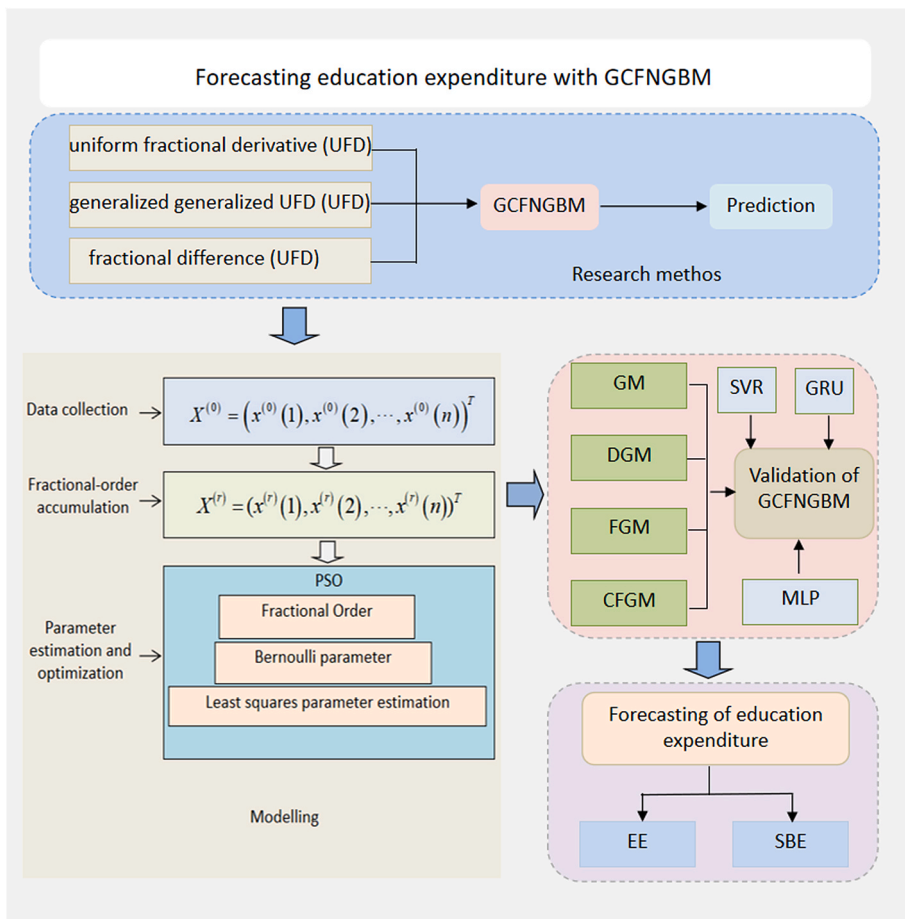 Forecasting education expenditure with GCFNGBM
uniform fractional derivative (UFD)
generalized generalized UFD (UFD)
fractional difference (UFD)
GCFNGBM
Prediction
Research methos
Data collection
X^{(0)} = (x^{(0)}(1), x^{(0)}(2), ⋯, x^{(0)}(n))^T
Fractional-order
accumulation
X^{(r)} = (x^{(r)}(1), x^{(r)}(2), ⋯, x^{(r)}(n))^T
Parameter
estimation and
optimization
PSO
Fractional Order
Bernoulli parameter
Least squares parameter estimation
Modelling
GM
DGM
FGM
CFGM
SVR
GRU
Validation of
GCFNGBM
MLP
Forecasting of education
expenditure
EE
SBE